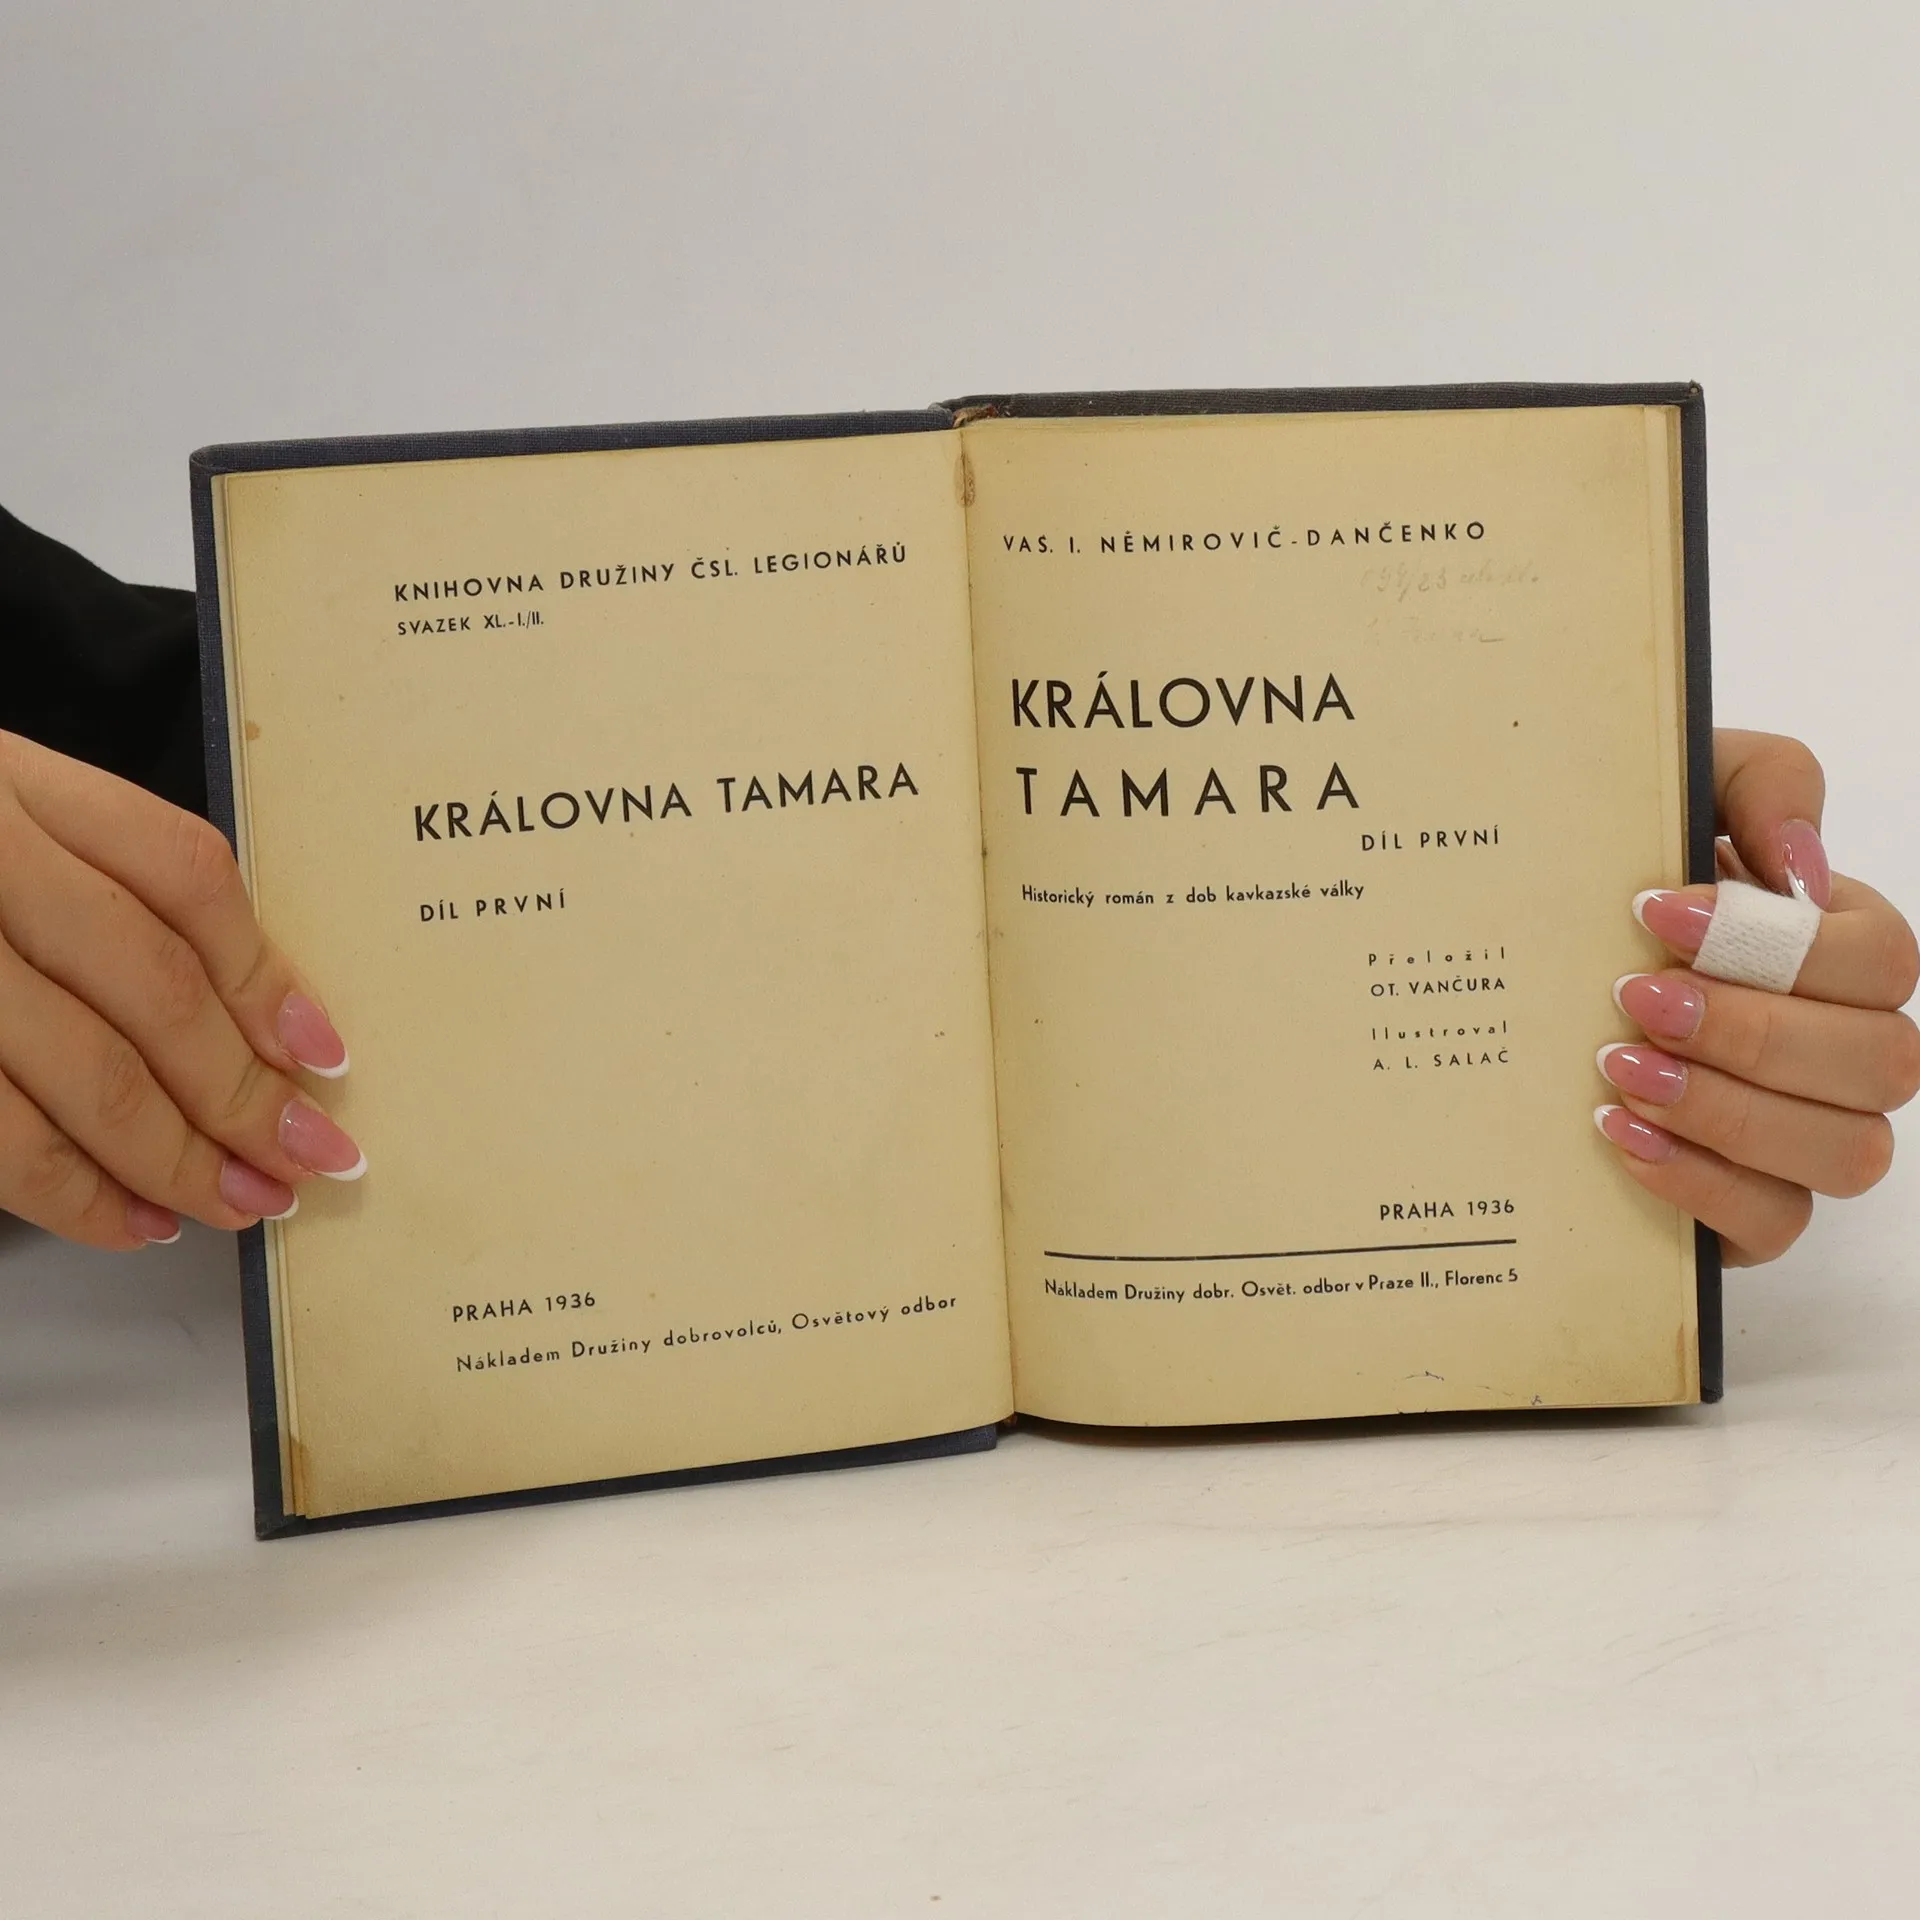 KNIHOVNA DRUŽINY ČSL. LEGIONÁŘŮ
SVAZEK XL.-I./II.
KRÁLOVNA TAMARA
DÍL PRVNÍ
PRAHA 1936
Nákladem Družiny dobrovolců, Osvětový odbor
VAS. I. NĚMIROVIČ-DANČENKO
KRÁLOVNA
TAMARA
DÍL PRVNÍ
Historický román z dob kavkazské války
Přeložil
OT. VANČURA
Ilustroval
A. L. SALAČ
PRAHA 1936
Nákladem Družiny dobr. Osvět. odbor v Praze II., Florenc 5